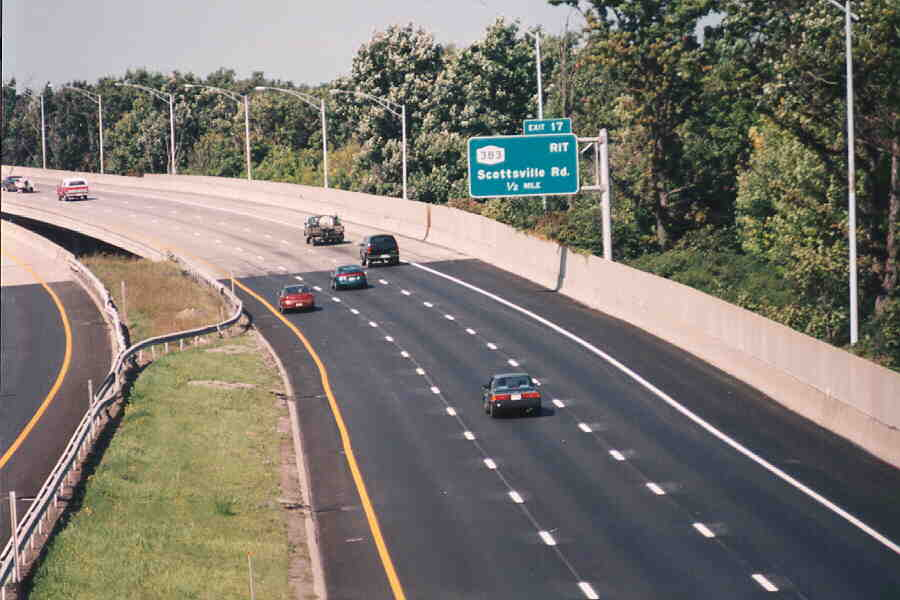 EXIT 17
383 RIT
Scottsville Rd.
1/2 MILE